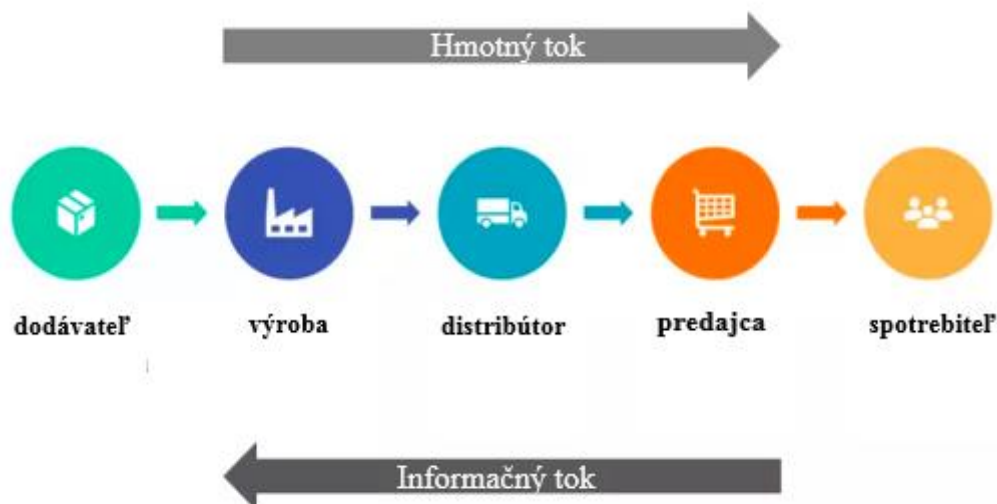 Hmotný tok
dodávateľ
výroba
distribútor
predajca
spotrebiteľ
Informačný tok